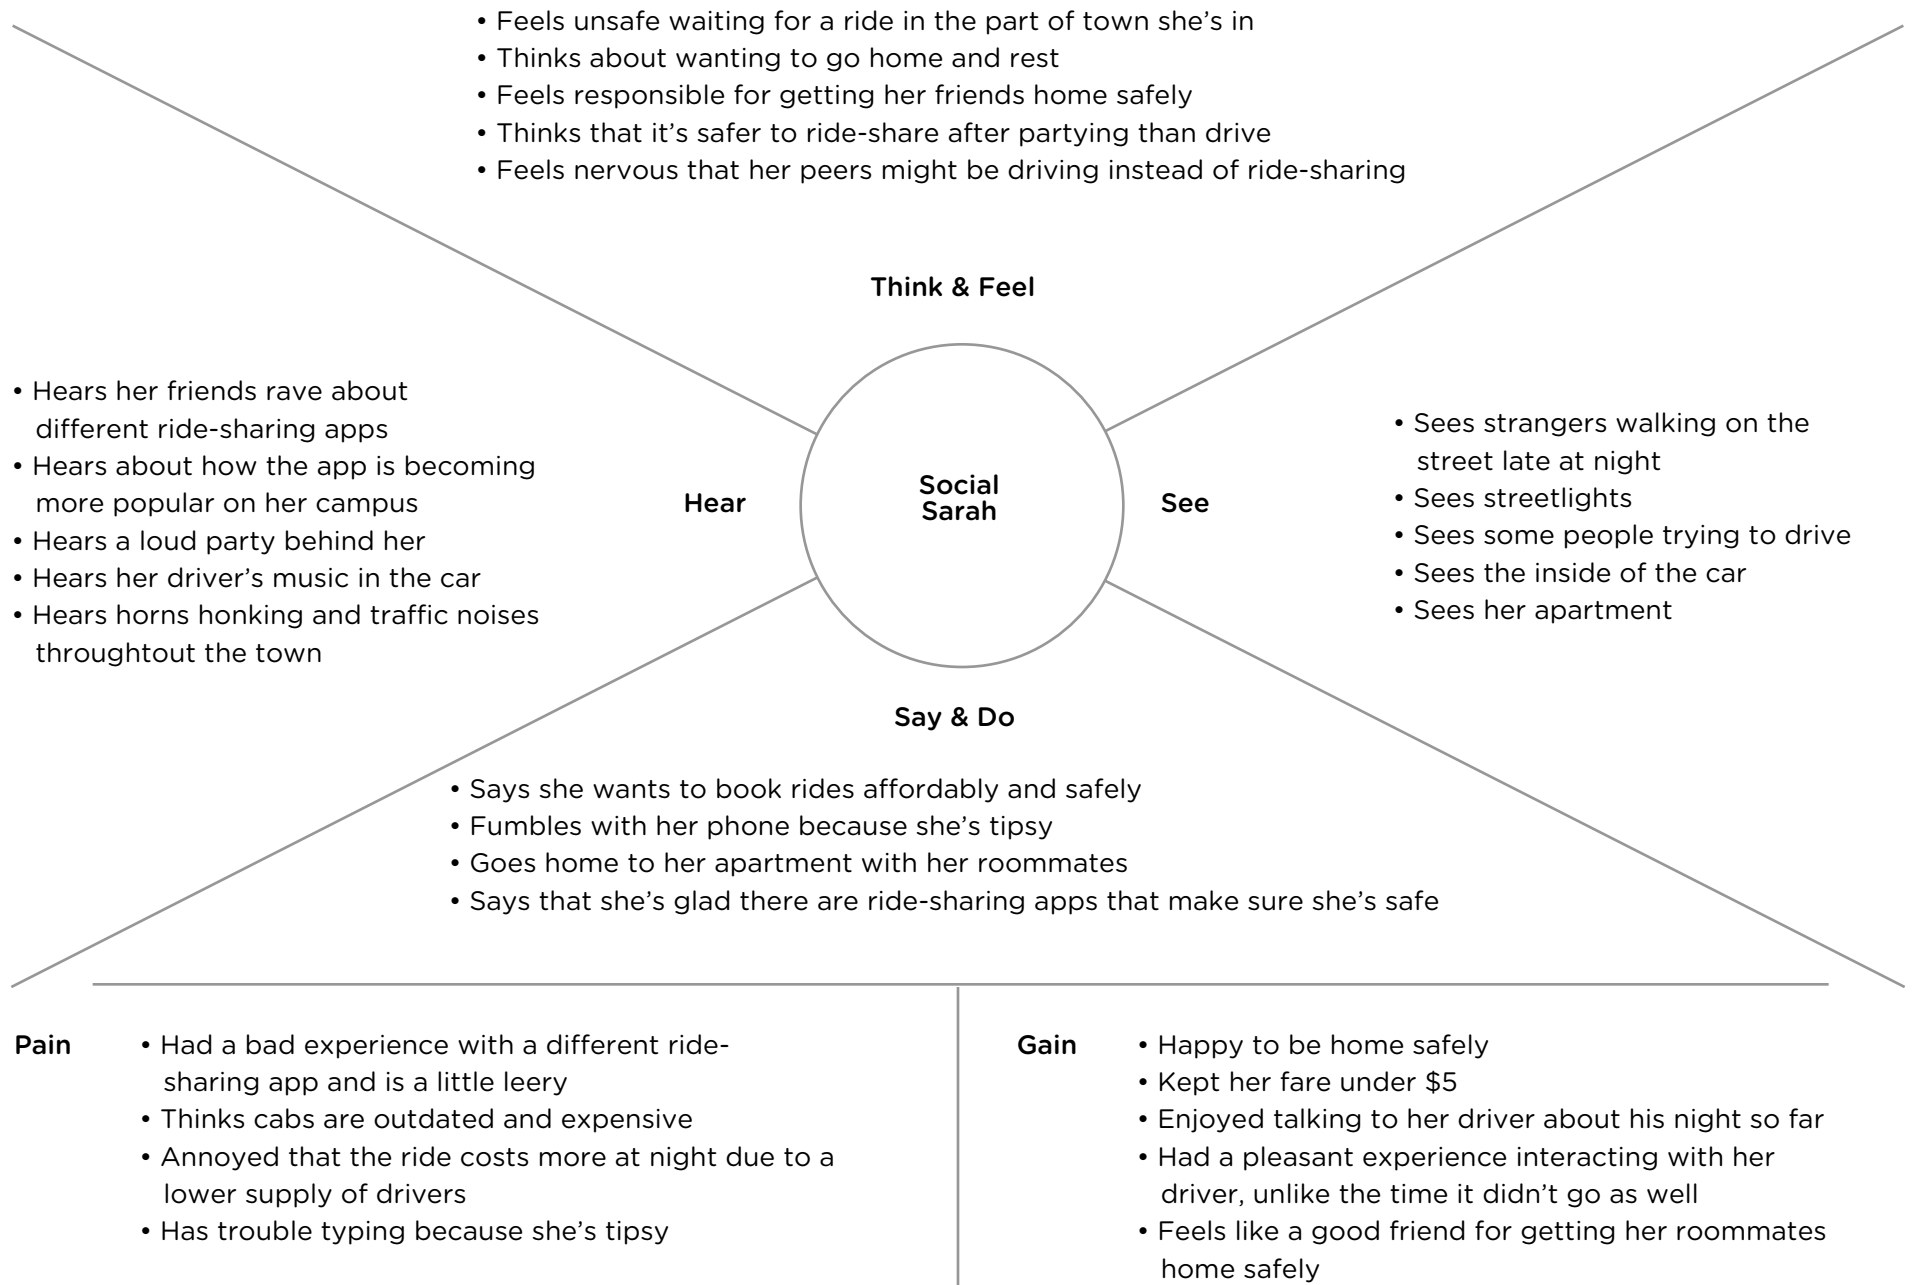 • Feels unsafe waiting for a ride in the part of town she’s in
• Thinks about wanting to go home and rest
• Feels responsible for getting her friends home safely
• Thinks that it’s safer to ride-share after partying than drive
• Feels nervous that her peers might be driving instead of ride-sharing
Think & Feel
• Hears her friends rave about
different ride-sharing apps
• Hears about how the app is becoming
more popular on her campus
• Hears a loud party behind her
• Hears her driver’s music in the car
• Hears horns honking and traffic noises
throughtout the town
Hear
Social
Sarah
See
• Sees strangers walking on the
street late at night
• Sees streetlights
• Sees some people trying to drive
• Sees the inside of the car
• Sees her apartment
Say & Do
• Says she wants to book rides affordably and safely
• Fumbles with her phone because she’s tipsy
• Goes home to her apartment with her roommates
• Says that she’s glad there are ride-sharing apps that make sure she’s safe
Pain
• Had a bad experience with a different ride-
sharing app and is a little leery
• Thinks cabs are outdated and expensive
• Annoyed that the ride costs more at night due to a
lower supply of drivers
• Has trouble typing because she’s tipsy
Gain
• Happy to be home safely
• Kept her fare under $5
• Enjoyed talking to her driver about his night so far
• Had a pleasant experience interacting with her
driver, unlike the time it didn’t go as well
• Feels like a good friend for getting her roommates
home safely